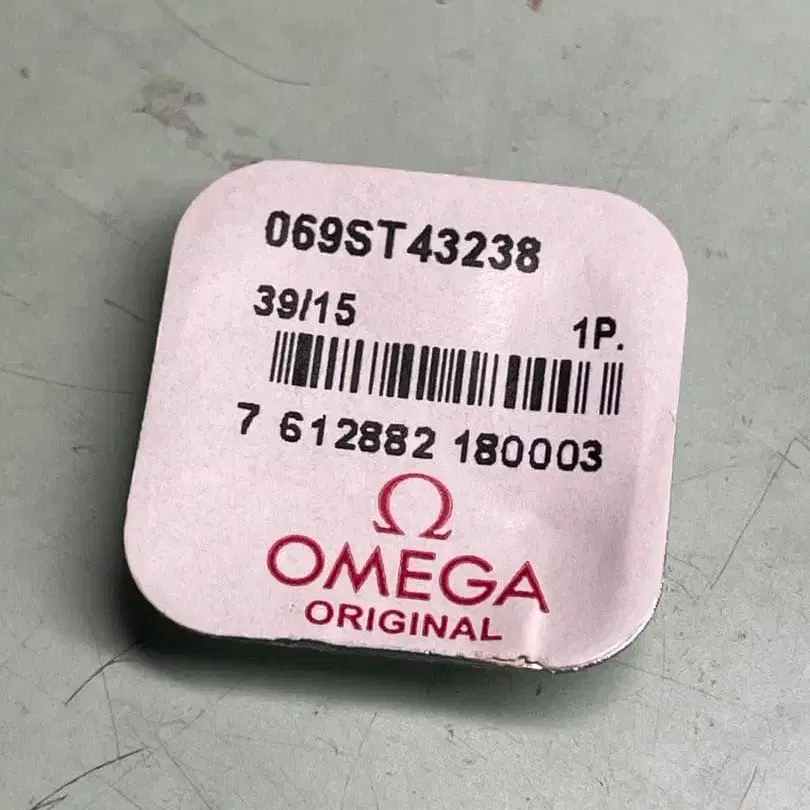 069ST43238
39/15
1P.
7 612882 180003
Ω
OMEGA
ORIGINAL